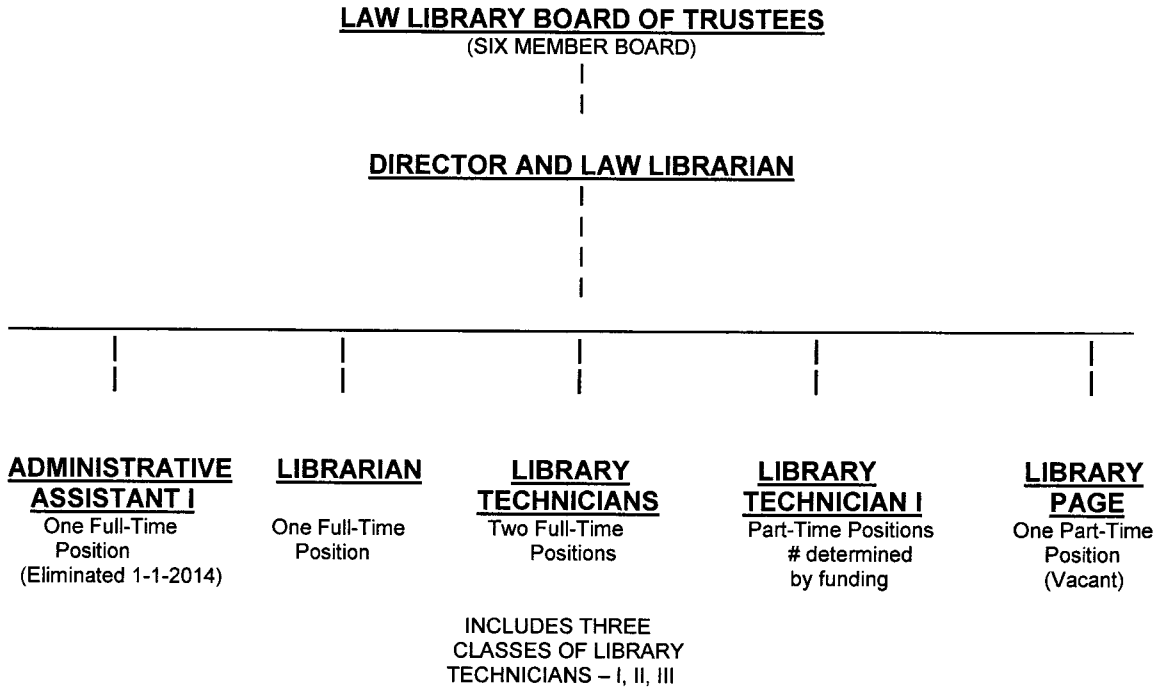 LAW LIBRARY BOARD OF TRUSTEES
(SIX MEMBER BOARD)
DIRECTOR AND LAW LIBRARIAN
ADMINISTRATIVE
ASSISTANT I
One Full-Time
Position
(Eliminated 1-1-2014)
LIBRARIAN
One Full-Time
Position
LIBRARY
TECHNICIANS
Two Full-Time
Positions
INCLUDES THREE
CLASSES OF LIBRARY
TECHNICIANS – I, II, III
LIBRARY
TECHNICIAN I
Part-Time Positions
# determined
by funding
LIBRARY
PAGE
One Part-Time
Position
(Vacant)